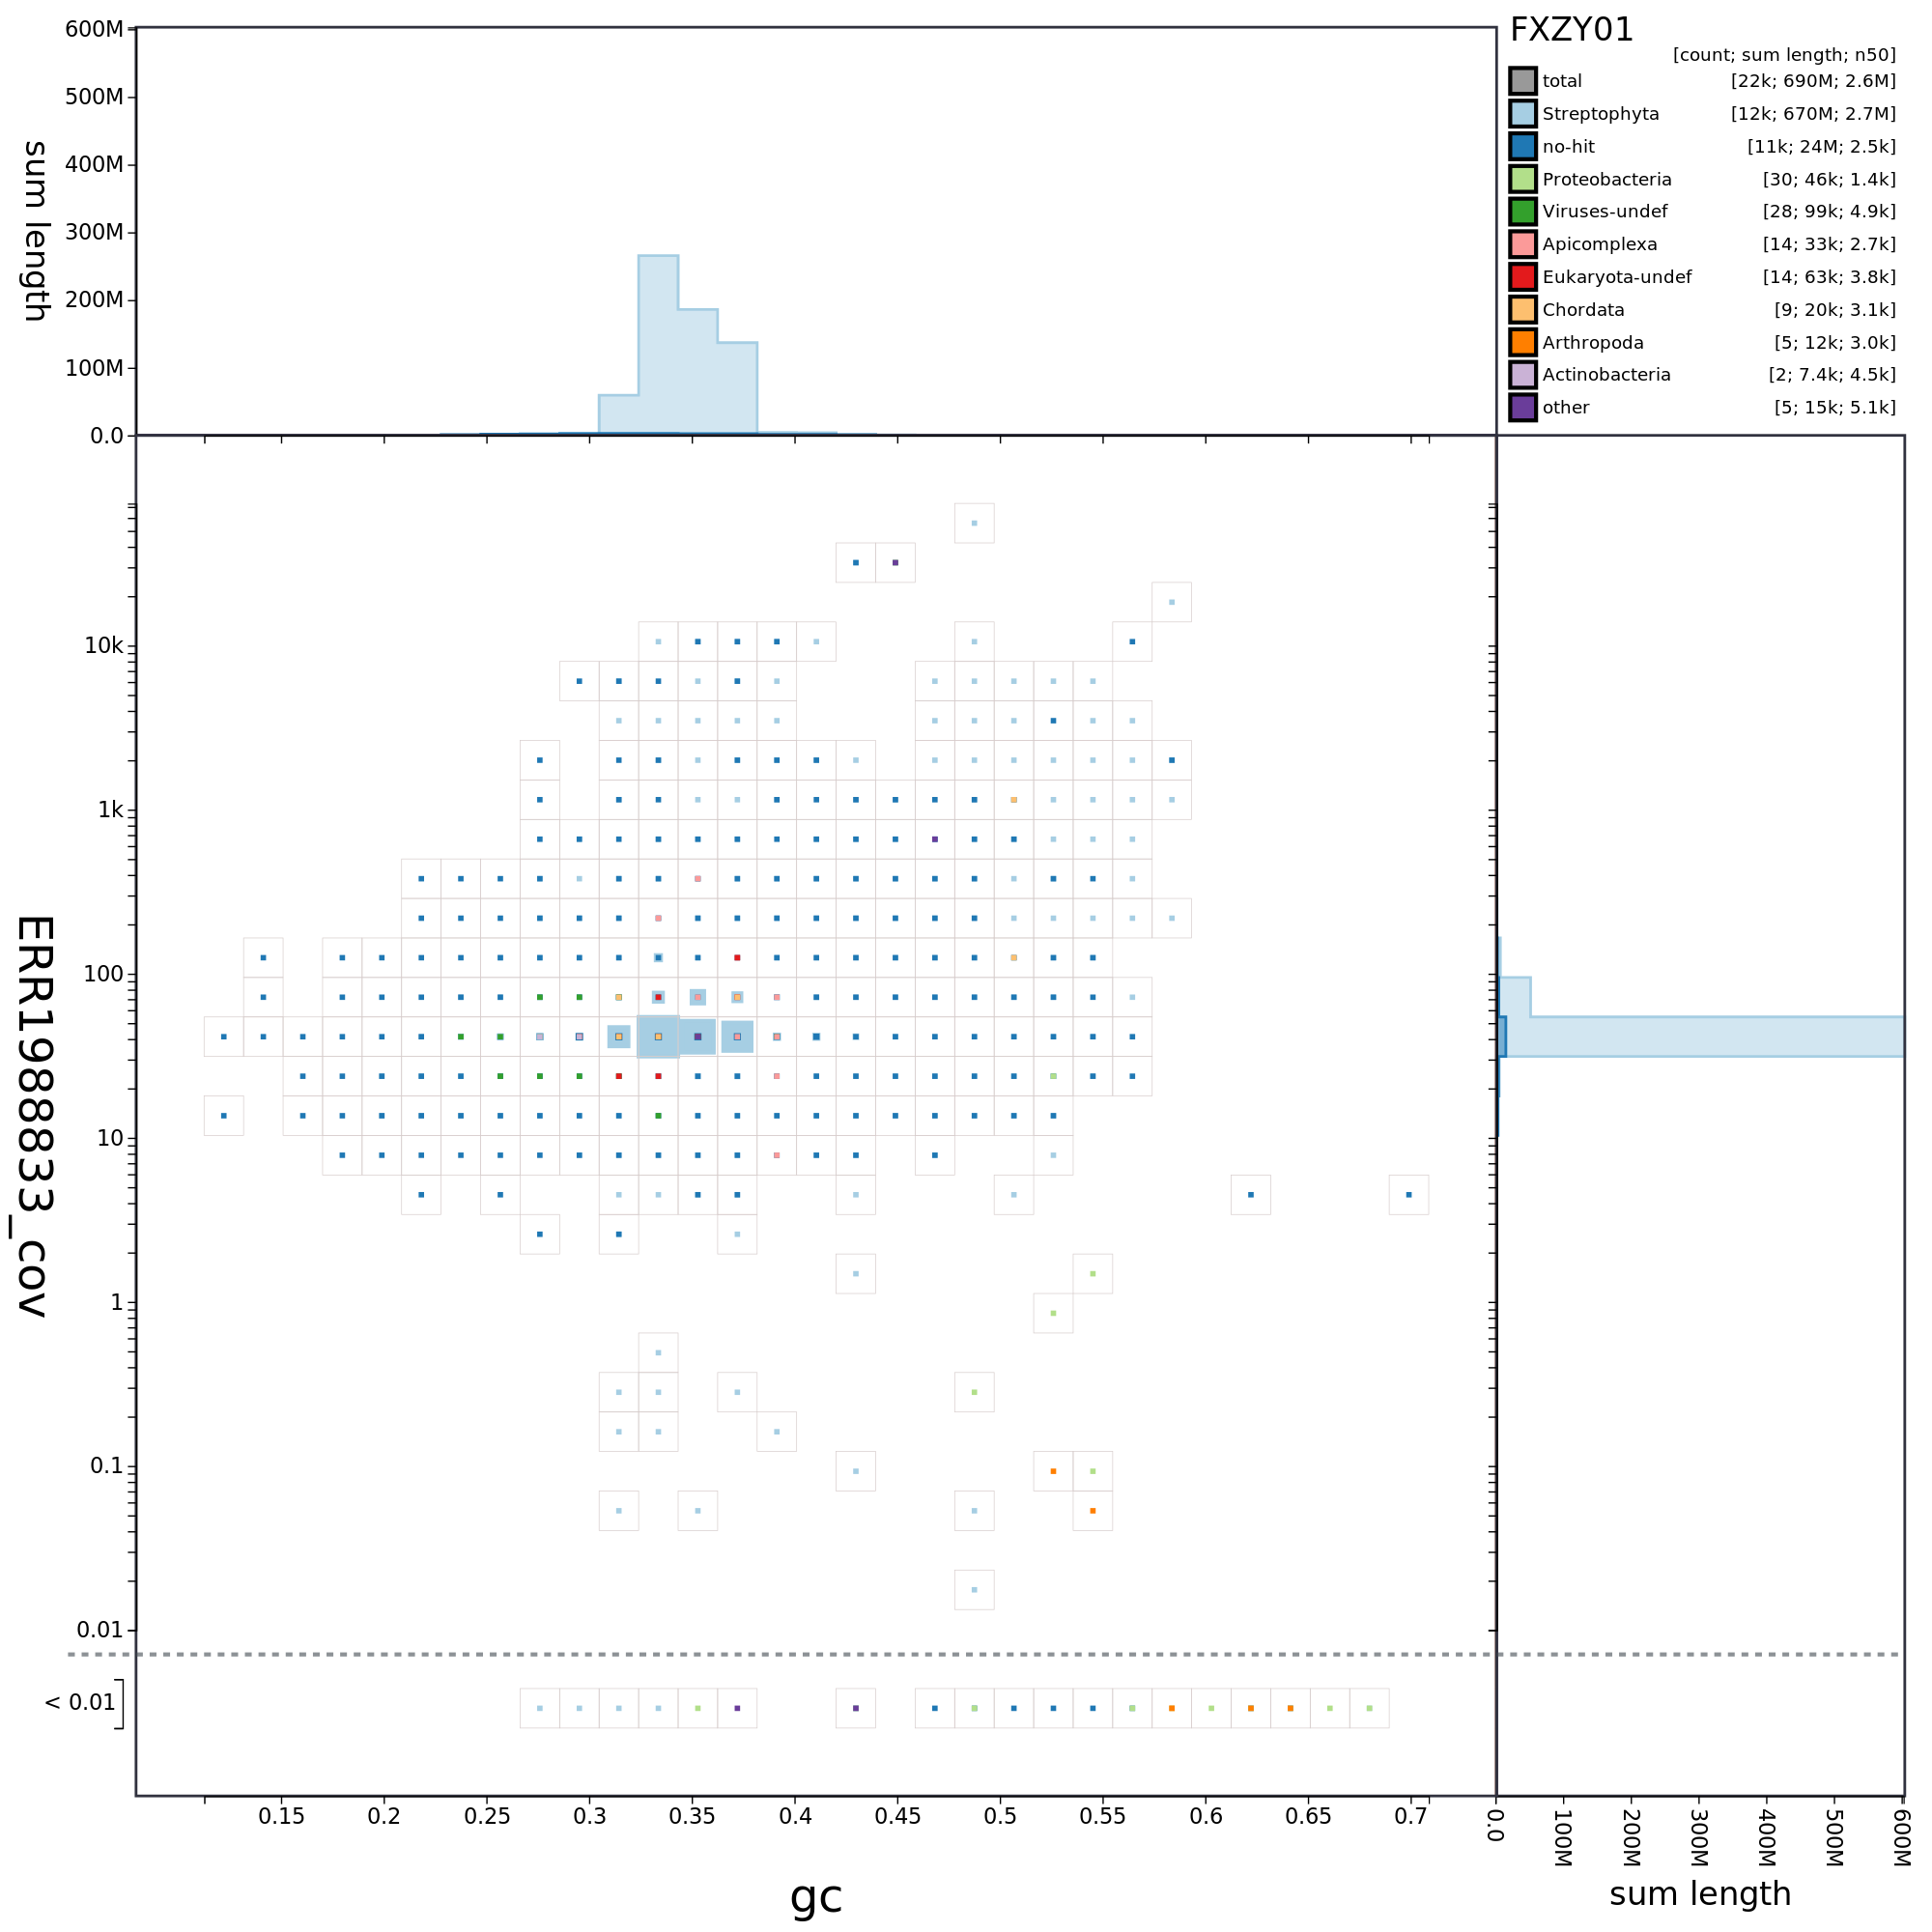 FXZY01
[count; sum length; n50]
total [22k; 690M; 2.6M]
Streptophyta [12k; 670M; 2.7M]
no-hit [11k; 24M; 2.5k]
Proteobacteria [30; 46k; 1.4k]
Viruses-undef [28; 99k; 4.9k]
Apicomplexa [14; 33k; 2.7k]
Eukaryota-undef [14; 63k; 3.8k]
Chordata [9; 20k; 3.1k]
Arthropoda [5; 12k; 3.0k]
Actinobacteria [2; 7.4k; 4.5k]
other [5; 15k; 5.1k]
600M
500M
400M
300M
200M
100M
0.0
sum length
10k
1k
100
10
1
0.1
0.01
< 0.01
ERR1988833_cov
0.15 0.2 0.25 0.3 0.35 0.4 0.45 0.5 0.55 0.6 0.65 0.7
gc
0.0 100M 200M 300M 400M 500M 600M
sum length